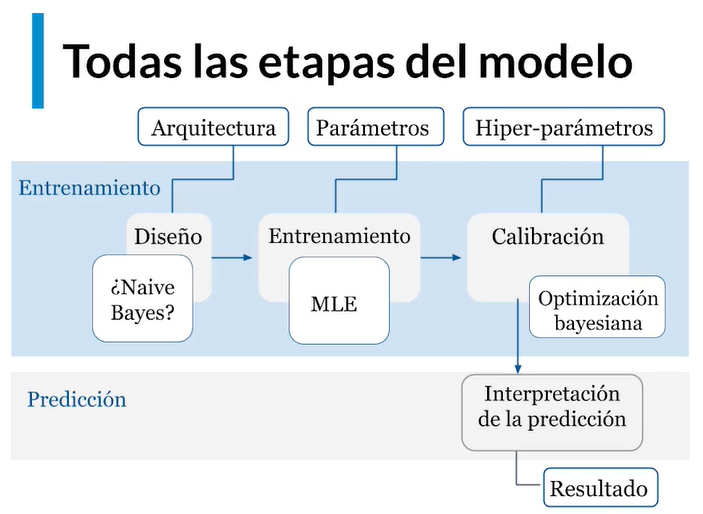 Todas las etapas del modelo
Arquitectura
Parámetros
Hiper-parámetros
Entrenamiento
Diseño
Entrenamiento
Calibración
¿Naive
Bayes?
MLE
Optimización
bayesiana
Predicción
Interpretación
de la predicción
Resultado